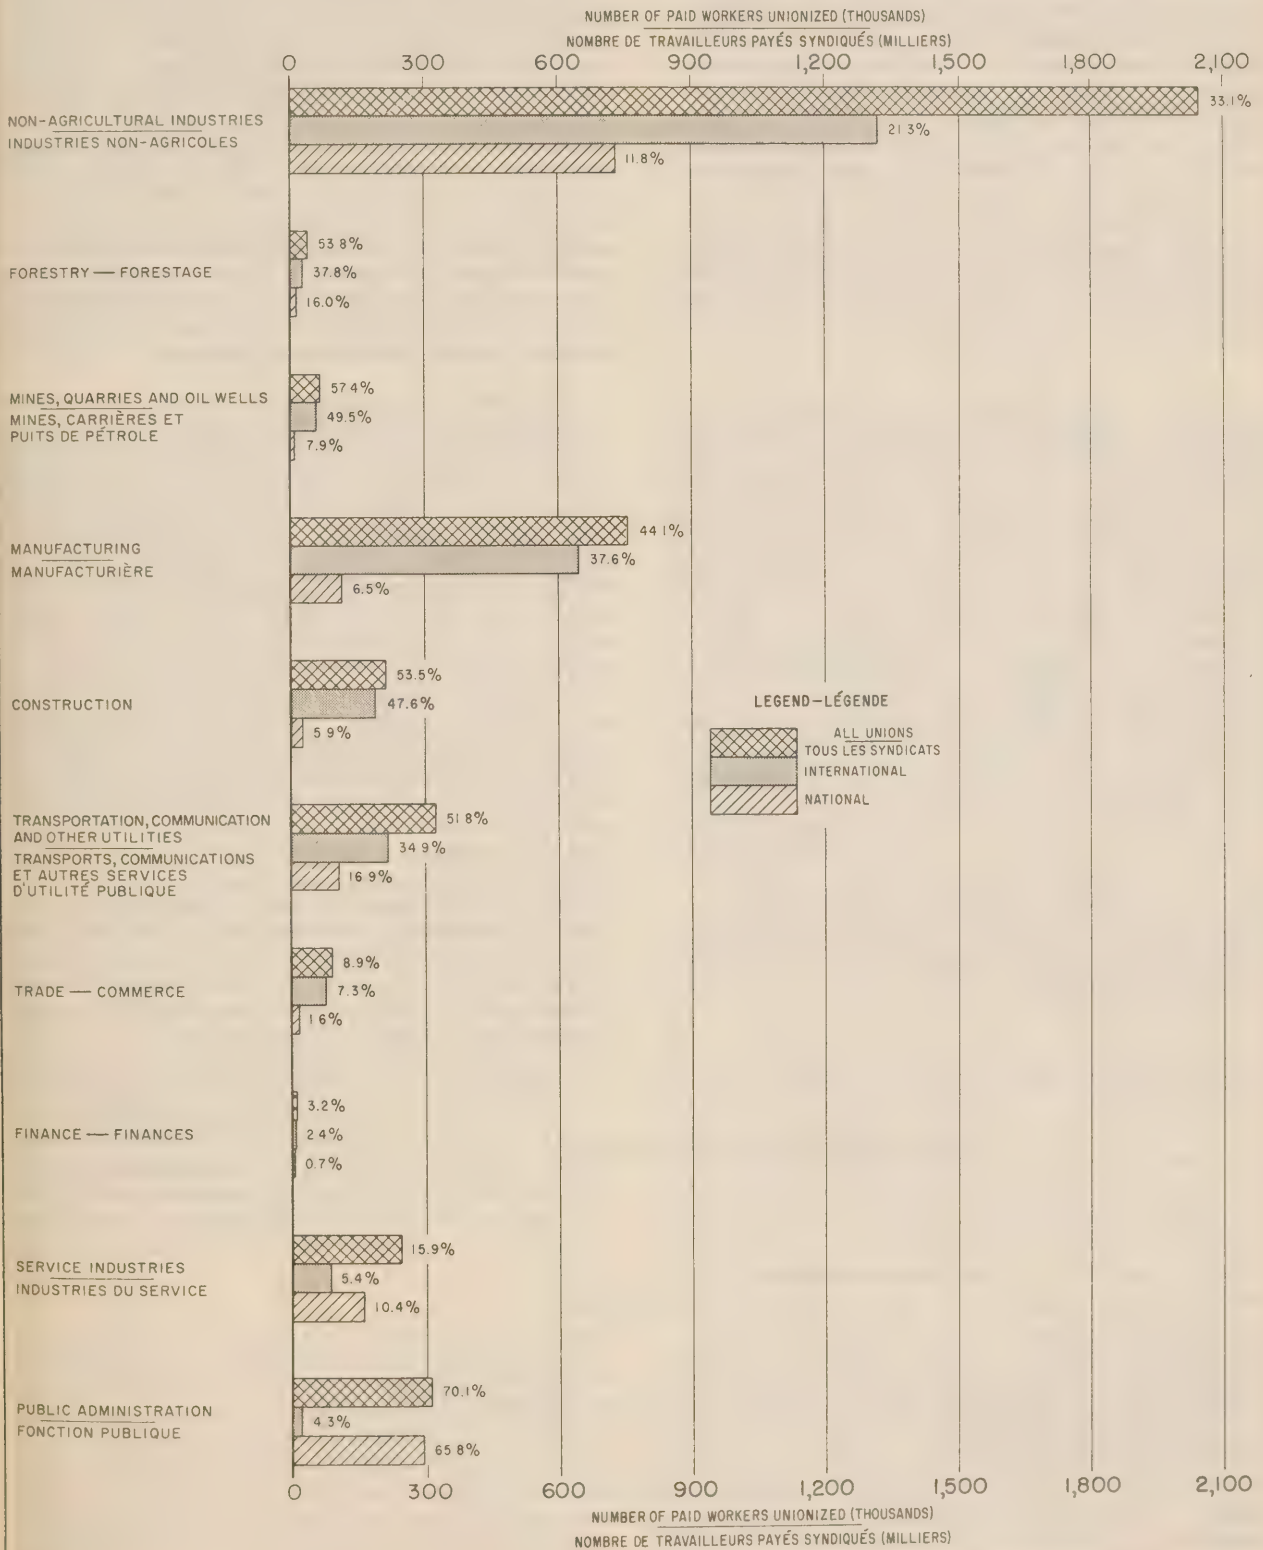 NUMBER OF PAID WORKERS UNIONIZED (THOUSANDS)
NOMBRE DE TRAVAILLEURS PAYÉS SYNDIQUÉS (MILLIERS)
0 300 600 900 1,200 1,500 1,800 2,100
NON-AGRICULTURAL INDUSTRIES
INDUSTRIES NON-AGRICOLES
33.1%
21.3%
11.8%
FORESTRY — FORESTAGE
53.8%
37.8%
16.0%
MINES, QUARRIES AND OIL WELLS
MINES, CARRIÈRES ET
PUITS DE PÉTROLE
57.4%
49.5%
7.9%
MANUFACTURING
MANUFACTURIÈRE
44.1%
37.6%
6.5%
CONSTRUCTION
53.5%
47.6%
5.9%
LEGEND-LÉGENDE
ALL UNIONS
TOUS LES SYNDICATS
INTERNATIONAL
NATIONAL
TRANSPORTATION, COMMUNICATION
AND OTHER UTILITIES
TRANSPORTS, COMMUNICATIONS
ET AUTRES SERVICES
D'UTILITÉ PUBLIQUE
51.8%
34.9%
16.9%
TRADE — COMMERCE
8.9%
7.3%
1.6%
FINANCE — FINANCES
3.2%
2.4%
0.7%
SERVICE INDUSTRIES
INDUSTRIES DU SERVICE
15.9%
5.4%
10.4%
PUBLIC ADMINISTRATION
FONCTION PUBLIQUE
70.1%
4.3%
65.8%
0 300 600 900 1,200 1,500 1,800 2,100
NUMBER OF PAID WORKERS UNIONIZED (THOUSANDS)
NOMBRE DE TRAVAILLEURS PAYÉS SYNDIQUÉS (MILLIERS)